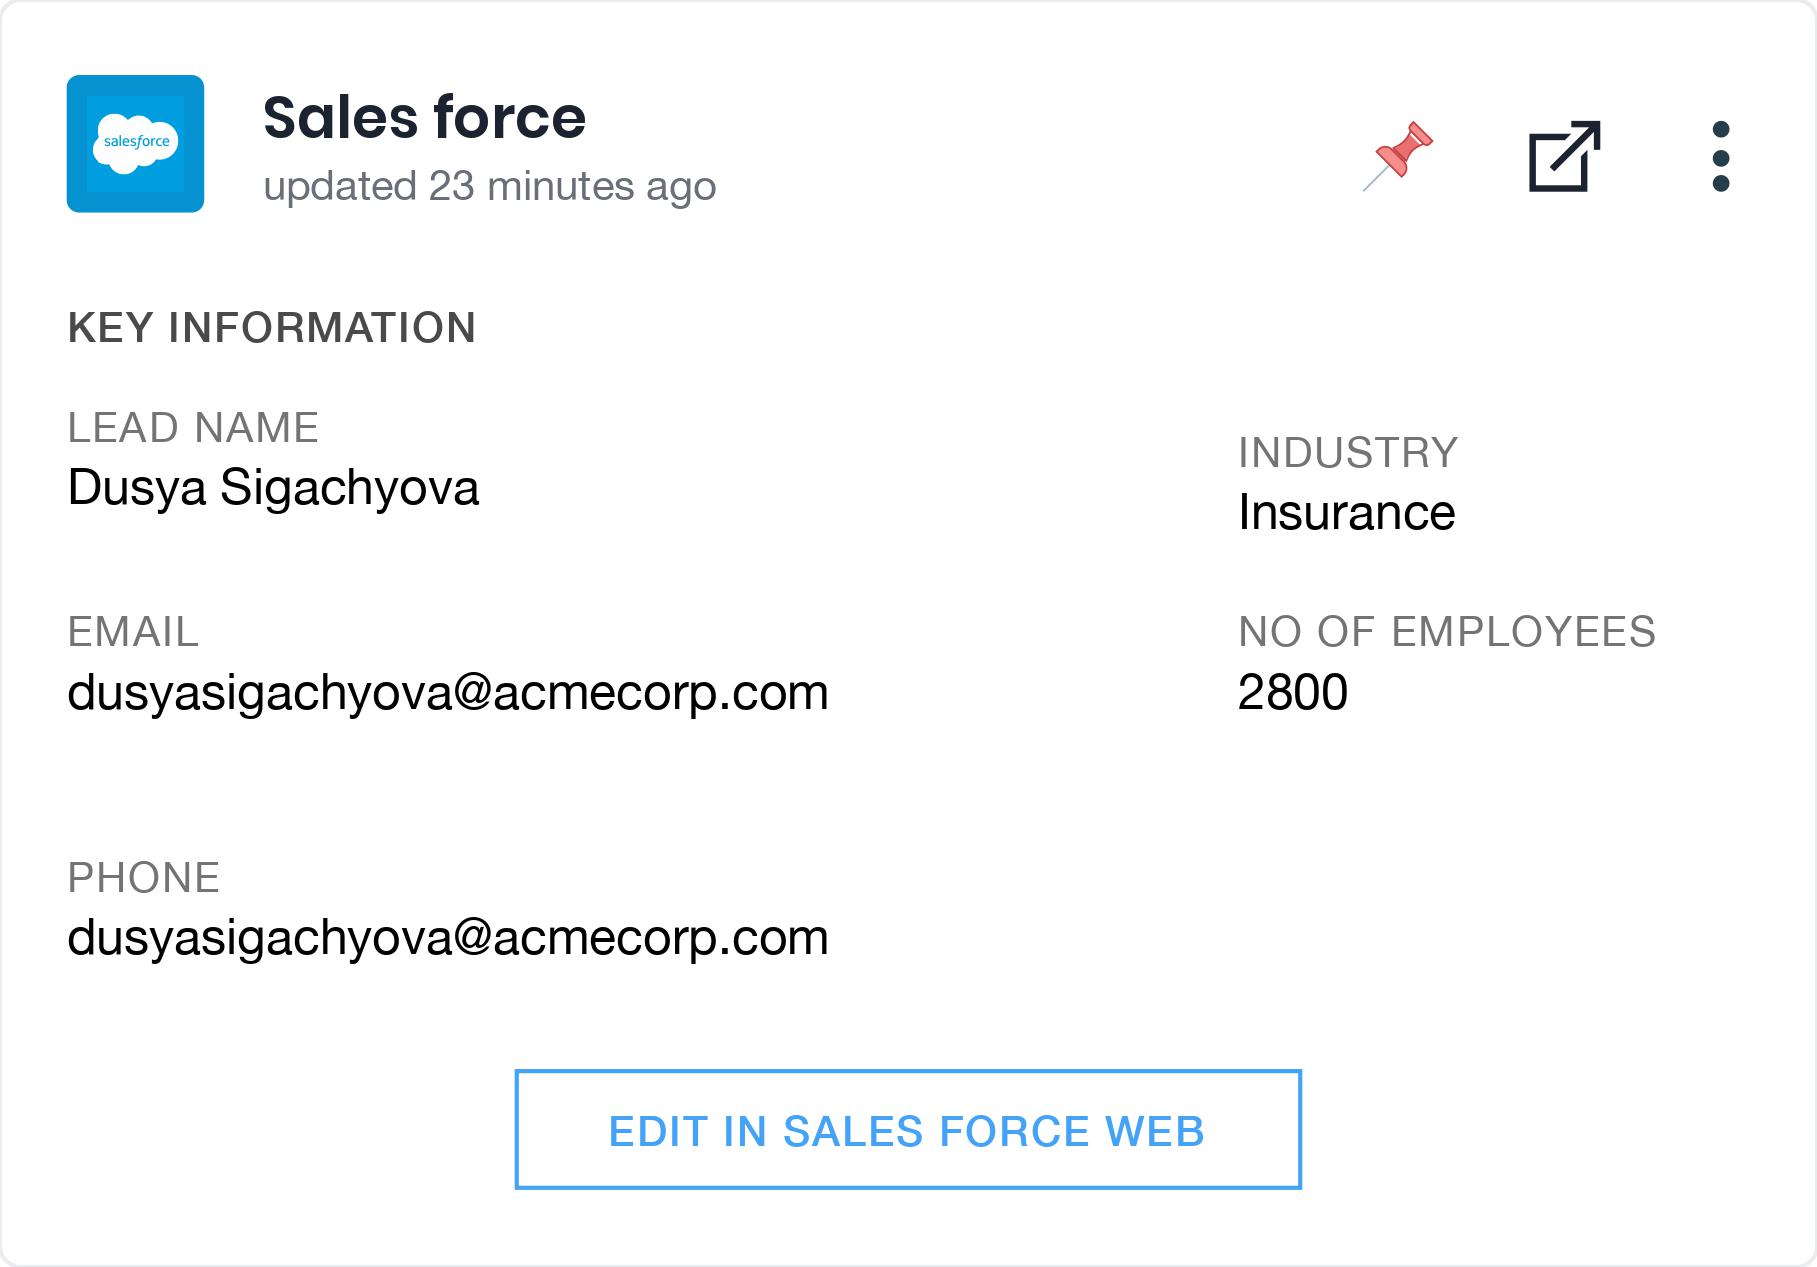 salesforce
Sales force
updated 23 minutes ago
KEY INFORMATION
LEAD NAME
Dusya Sigachyova
INDUSTRY
Insurance
EMAIL
dusyasigachyova@acmecorp.com
NO OF EMPLOYEES
2800
PHONE
dusyasigachyova@acmecorp.com
EDIT IN SALES FORCE WEB